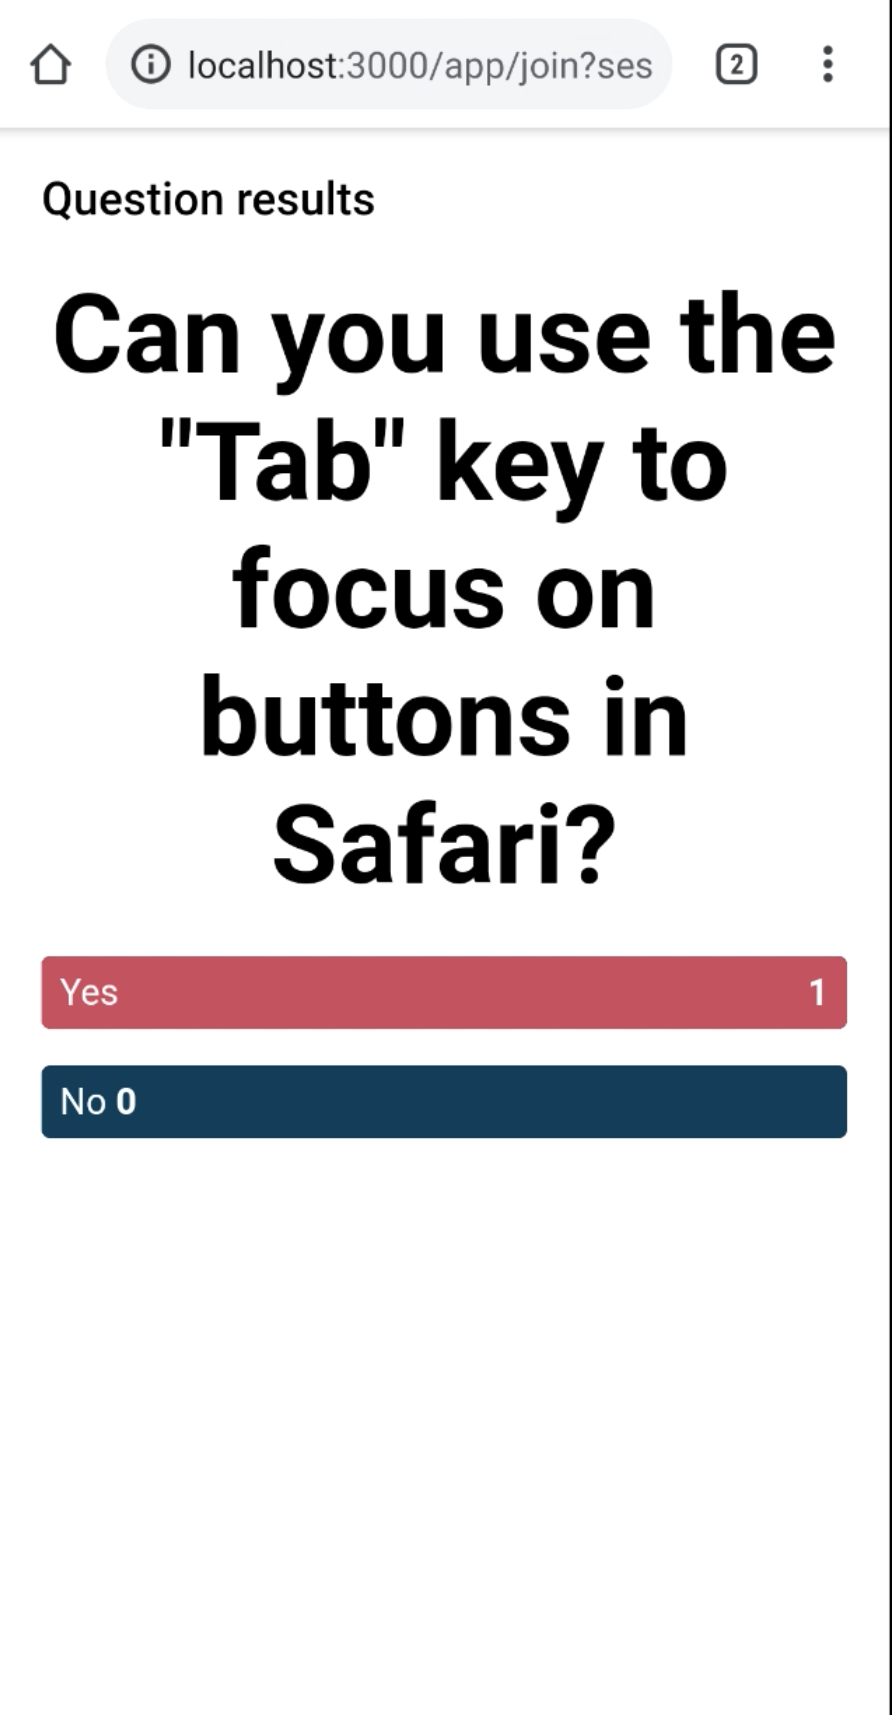 localhost:3000/app/join?ses
2
Question results
Can you use the
"Tab" key to
focus on
buttons in
Safari?
Yes 1
No 0